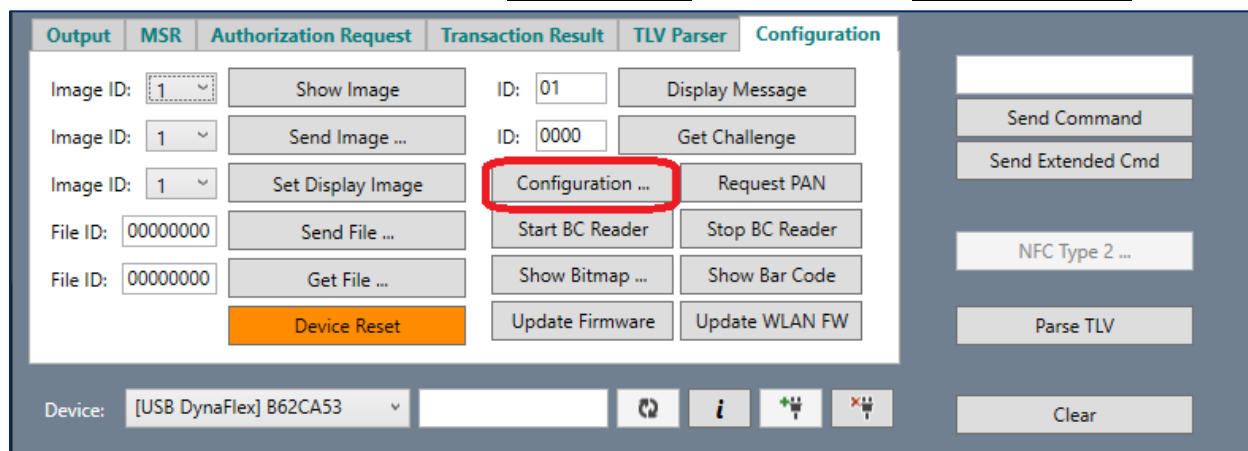 Output MSR Authorization Request Transaction Result TLV Parser Configuration
Image ID: 1 Show Image ID: 01 Display Message
Image ID: 1 Send Image ... ID: 0000 Get Challenge
Image ID: 1 Set Display Image Configuration ... Request PAN
File ID: 00000000 Send File ... Start BC Reader Stop BC Reader
File ID: 00000000 Get File ... Show Bitmap ... Show Bar Code
Device Reset Update Firmware Update WLAN FW
Send Command
Send Extended Cmd
NFC Type 2 ...
Parse TLV
Device: [USB DynaFlex] B62CA53 i
Clear